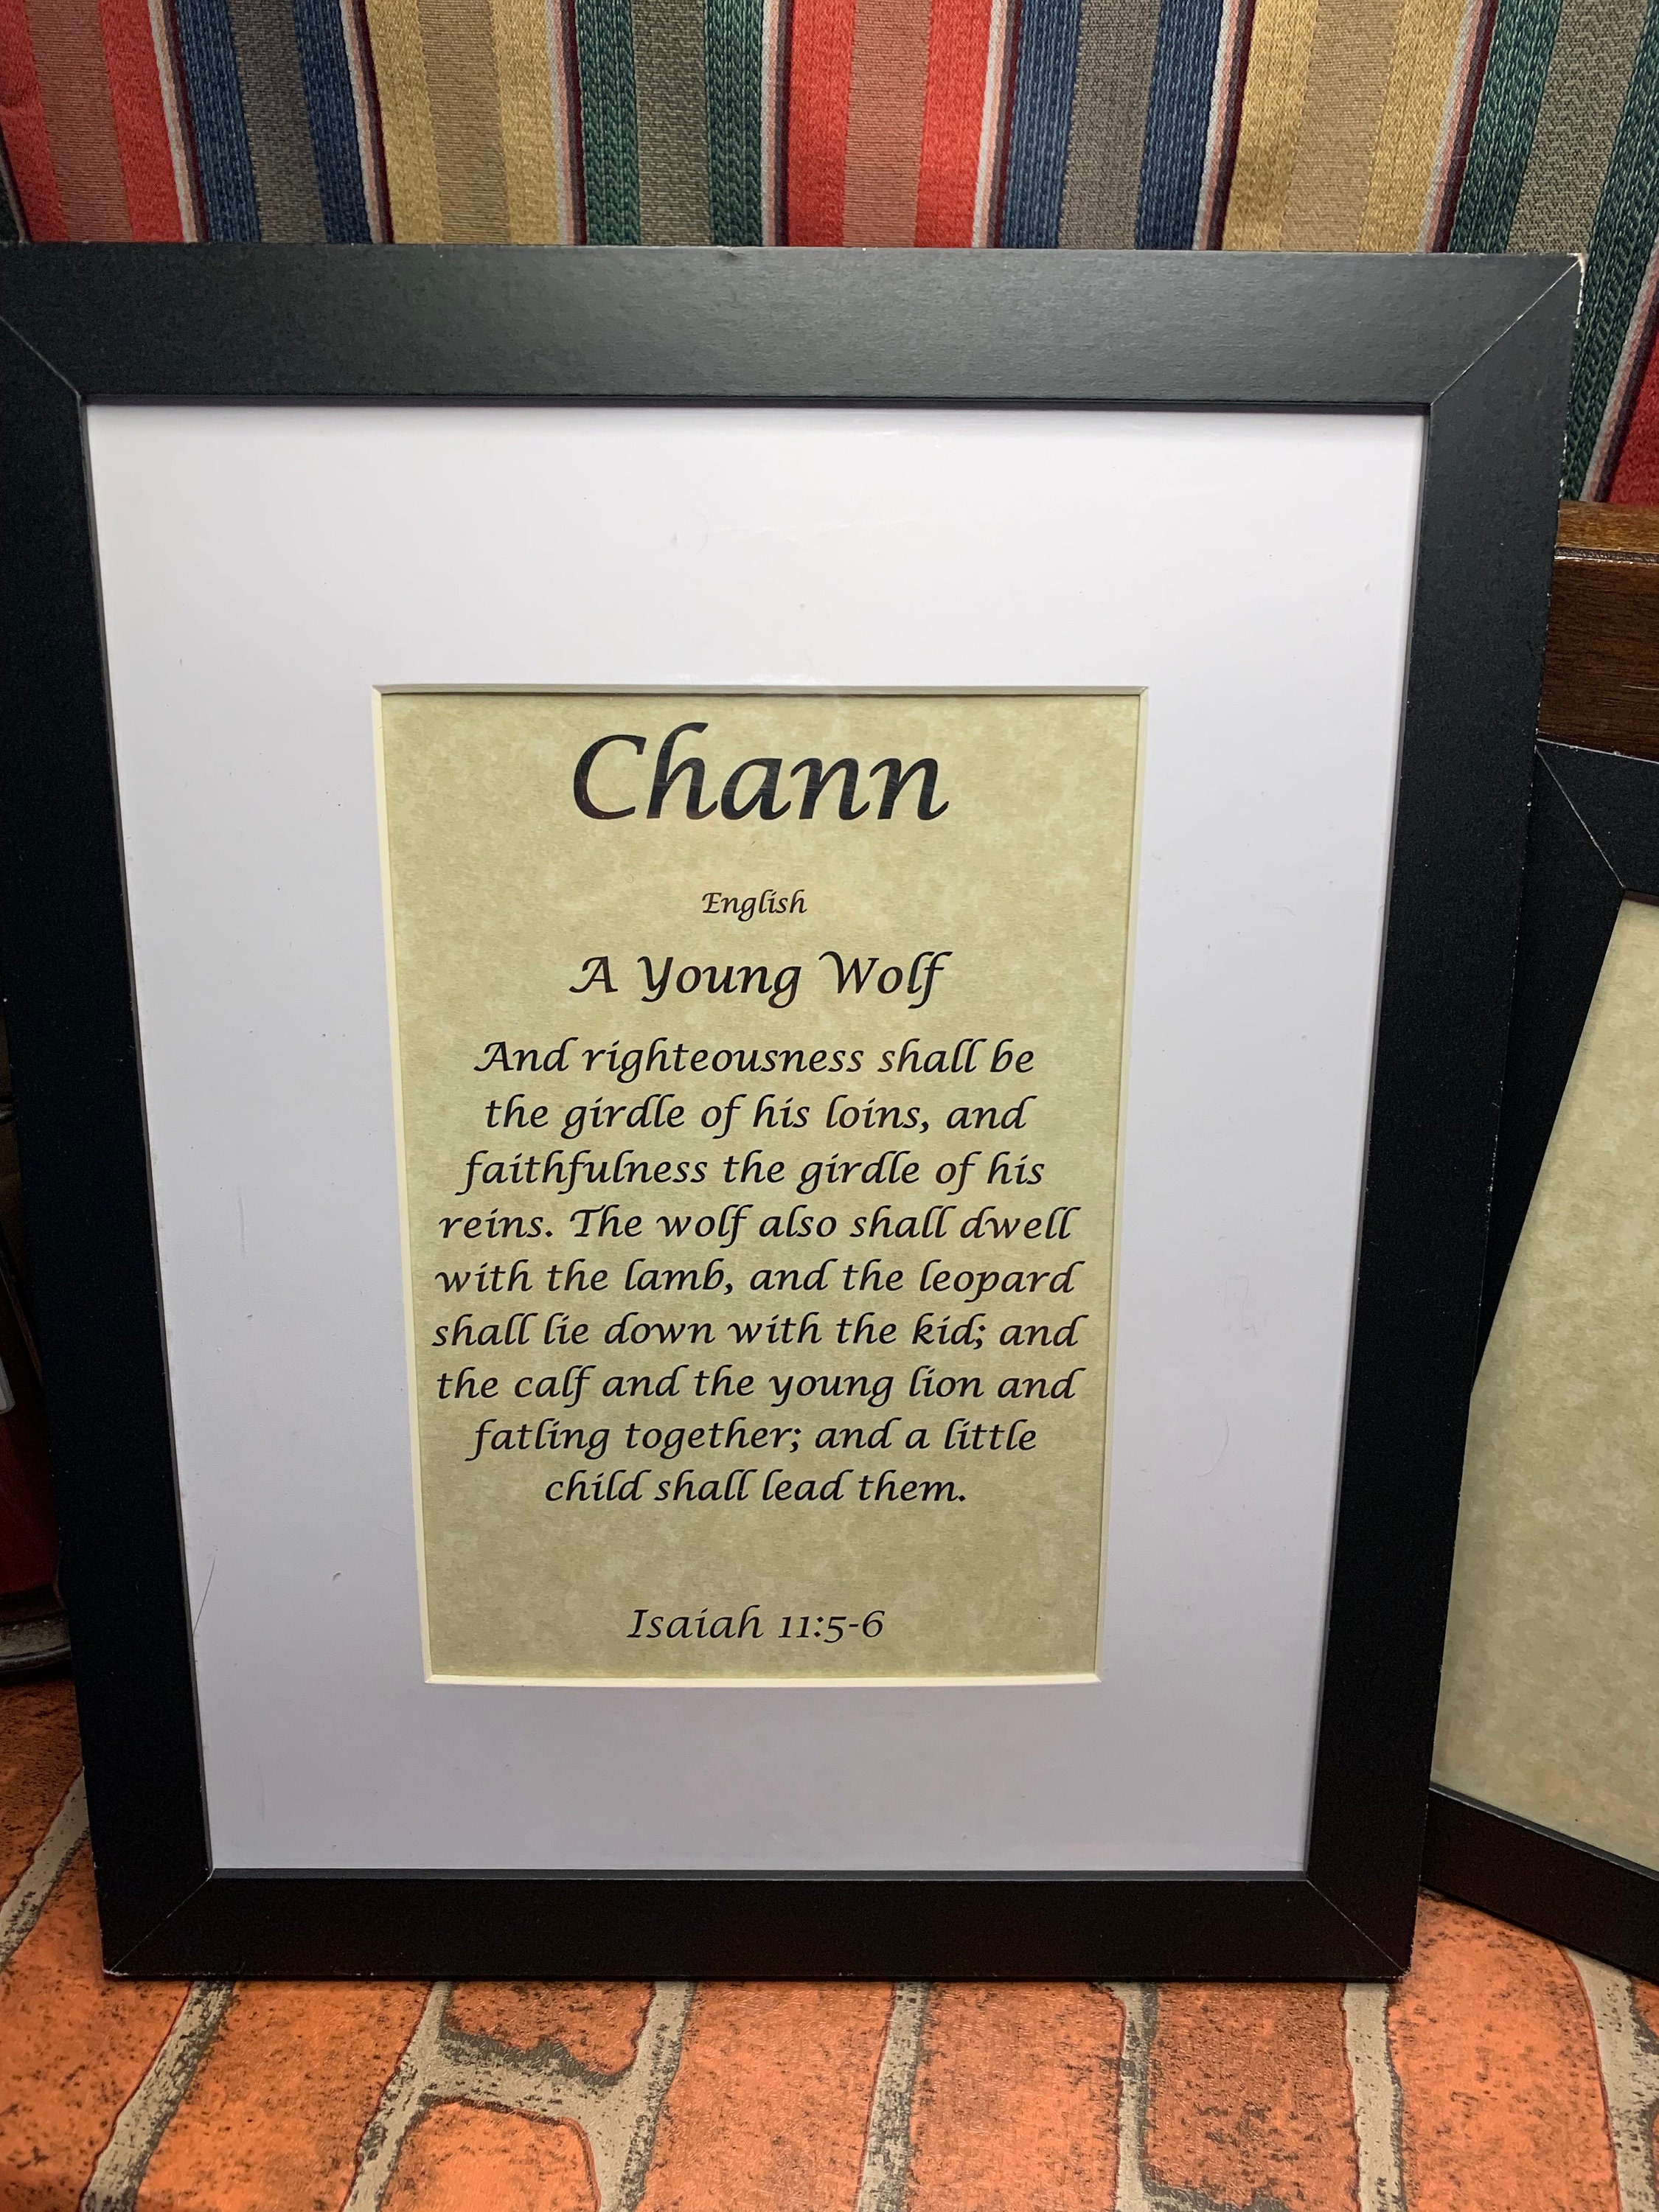 Chann
English
A Young Wolf
And righteousness shall be
the girdle of his loins, and
faithfulness the girdle of his
reins. The wolf also shall dwell
with the lamb, and the leopard
shall lie down with the kid; and
the calf and the young lion and
fatling together; and a little
child shall lead them.
Isaiah 11:5-6